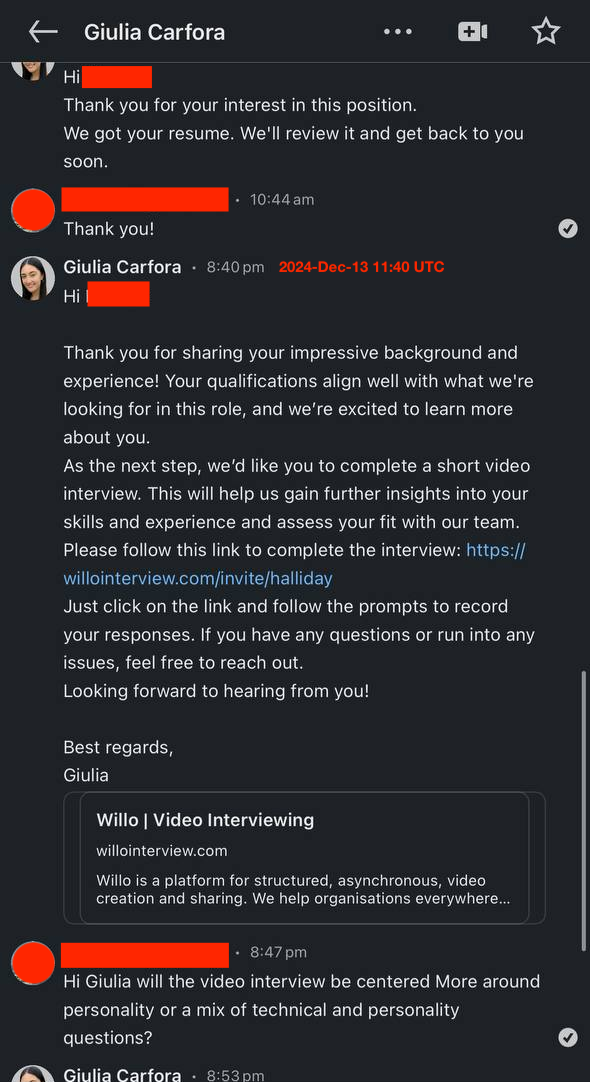 Giulia Carfora
Hi
Thank you for your interest in this position.
We got your resume. We'll review it and get back to you
soon.
· 10:44 am
Thank you!
Giulia Carfora · 8:40 pm 2024-Dec-13 11:40 UTC
Hi
Thank you for sharing your impressive background and
experience! Your qualifications align well with what we're
looking for in this role, and we’re excited to learn more
about you.
As the next step, we’d like you to complete a short video
interview. This will help us gain further insights into your
skills and experience and assess your fit with our team.
Please follow this link to complete the interview: https://
willointerview.com/invite/halliday
Just click on the link and follow the prompts to record
your responses. If you have any questions or run into any
issues, feel free to reach out.
Looking forward to hearing from you!
Best regards,
Giulia
Willo | Video Interviewing
willointerview.com
Willo is a platform for structured, asynchronous, video
creation and sharing. We help organisations everywhere...
· 8:47 pm
Hi Giulia will the video interview be centered More around
personality or a mix of technical and personality
questions?
Giulia Carfora · 8:53 pm